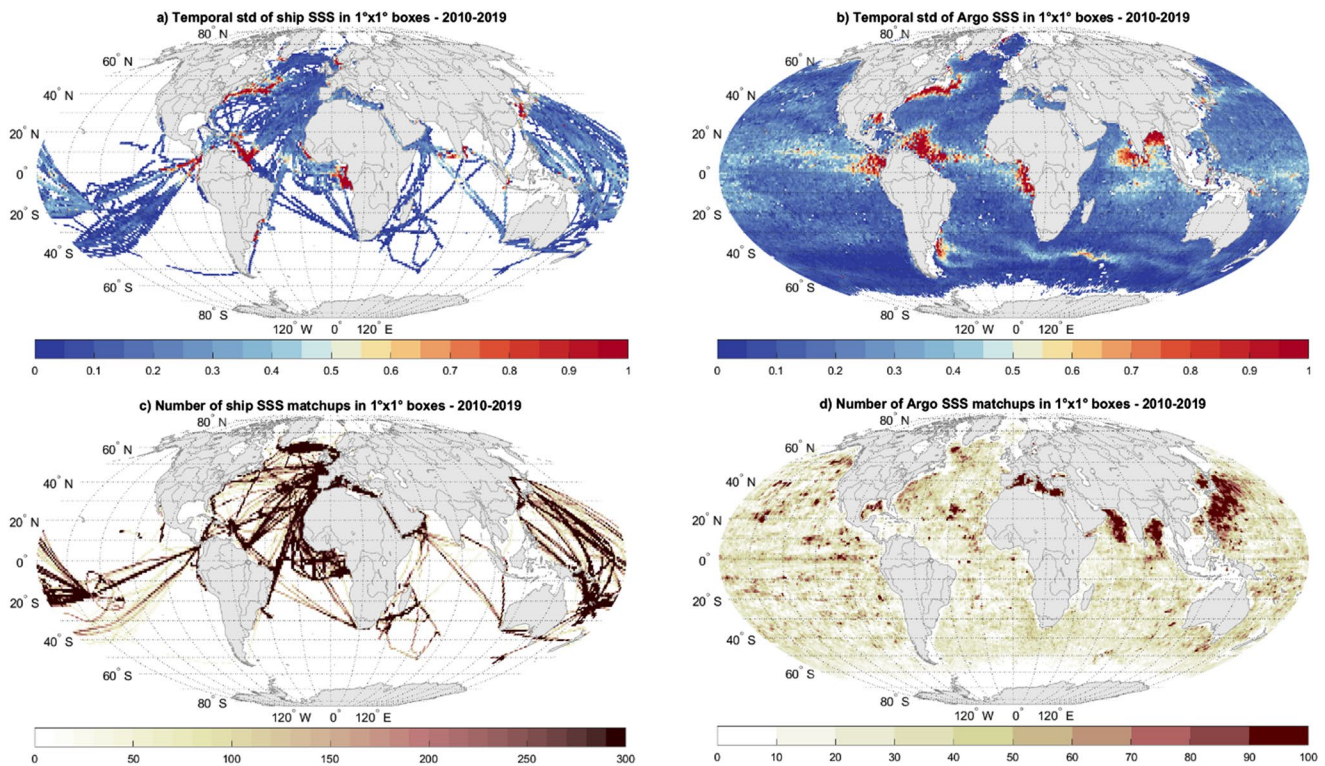 a) Temporal std of ship SSS in 1°x1° boxes - 2010-2019
80° N
60° N
40° N
20° N
0°
20° S
40° S
60° S
80° S
120° W 0° 120° E
0 0.1 0.2 0.3 0.4 0.5 0.6 0.7 0.8 0.9 1
b) Temporal std of Argo SSS in 1°x1° boxes - 2010-2019
80° N
60° N
40° N
20° N
0°
20° S
40° S
60° S
80° S
120° W 0° 120° E
0 0.1 0.2 0.3 0.4 0.5 0.6 0.7 0.8 0.9 1
c) Number of ship SSS matchups in 1°x1° boxes - 2010-2019
80° N
60° N
40° N
20° N
0°
20° S
40° S
60° S
80° S
120° W 0° 120° E
0 50 100 150 200 250 300
d) Number of Argo SSS matchups in 1°x1° boxes - 2010-2019
80° N
60° N
40° N
20° N
0°
20° S
40° S
60° S
80° S
120° W 0° 120° E
0 10 20 30 40 50 60 70 80 90 100